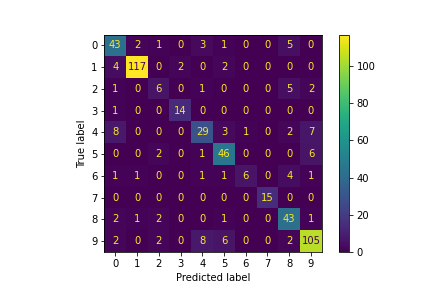 0 43 2 1 0 3 1 0 0 5 0
1 4 117 0 2 0 2 0 0 0 0
2 1 0 6 0 1 0 0 0 5 2
3 1 0 0 14 0 0 0 0 0 0
4 8 0 0 0 29 3 1 0 2 7
5 0 0 2 0 1 46 0 0 0 6
6 1 1 0 0 1 1 6 0 4 1
7 0 0 0 0 0 0 0 15 0 0
8 2 1 2 0 0 1 0 0 43 1
9 2 0 2 0 8 6 0 0 2 105
0 1 2 3 4 5 6 7 8 9
Predicted label
True label
100
80
60
40
20
0